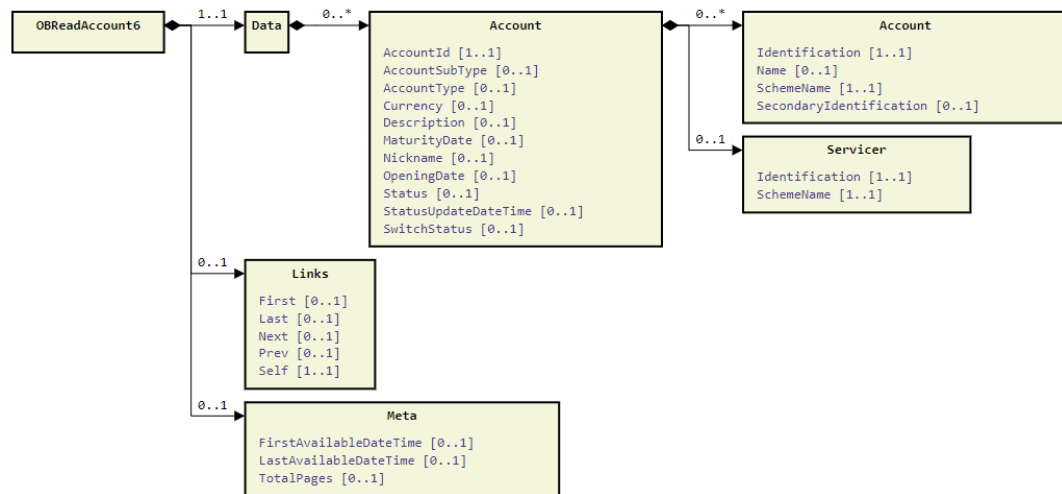 OBReadAccount6
1..1
Data
0..*
Account
AccountId [1..1]
AccountSubType [0..1]
AccountType [0..1]
Currency [0..1]
Description [0..1]
MaturityDate [0..1]
Nickname [0..1]
OpeningDate [0..1]
Status [0..1]
StatusUpdateDateTime [0..1]
SwitchStatus [0..1]
0..*
Account
Identification [1..1]
Name [0..1]
SchemeName [1..1]
SecondaryIdentification [0..1]
0..1
Servicer
Identification [1..1]
SchemeName [1..1]
0..1
Links
First [0..1]
Last [0..1]
Next [0..1]
Prev [0..1]
Self [1..1]
0..1
Meta
FirstAvailableDateTime [0..1]
LastAvailableDateTime [0..1]
TotalPages [0..1]